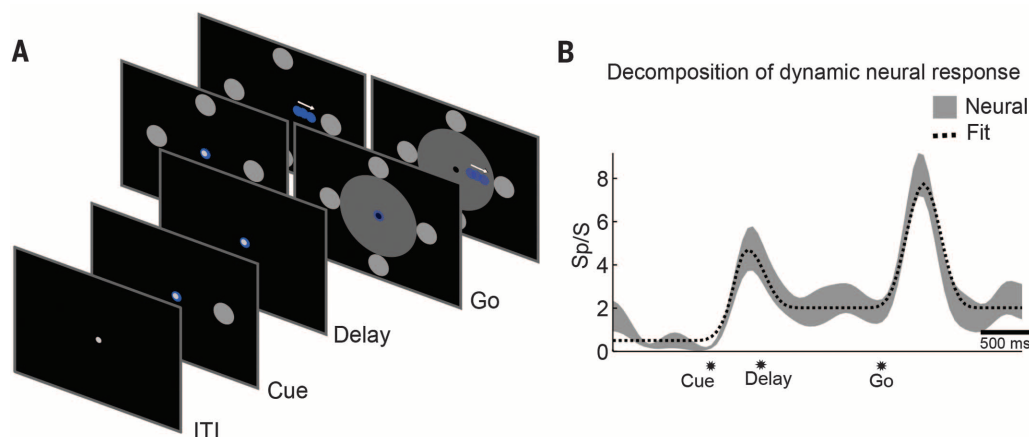 A
ITI
Cue
Delay
Go
B
Decomposition of dynamic neural response
Neural
Fit
Sp/S
8
6
4
2
0
500 ms
Cue
Delay
Go